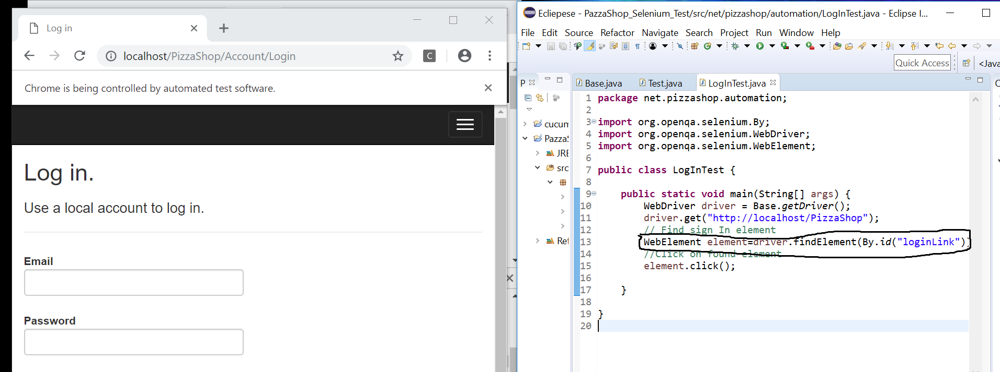 Log in
localhost/PizzaShop/Account/Login
C
Chrome is being controlled by automated test software.
Log in.
Use a local account to log in.
Email
Password
Ecliepese - PazzaShop_Selenium_Test/src/net/pizzashop/automation/LogInTest.java - Eclipse I...
File Edit Source Refactor Navigate Search Project Run Window Help
Quick Access
<Java
P
Base.java Test.java LogInTest.java
cucum
PazzaS
JRE
src
Ref
1 package net.pizzashop.automation;
2
3 import org.openqa.selenium.By;
4 import org.openqa.selenium.WebDriver;
5 import org.openqa.selenium.WebElement;
6
7 public class LogInTest {
8
9 public static void main(String[] args) {
10 WebDriver driver = Base.getDriver();
11 driver.get("http://localhost/PizzaShop");
12 // Find sign In element
13 WebElement element=driver.findElement(By.id("loginLink"));
14 //Click on found element
15 element.click();
16
17 }
18
19 }
20